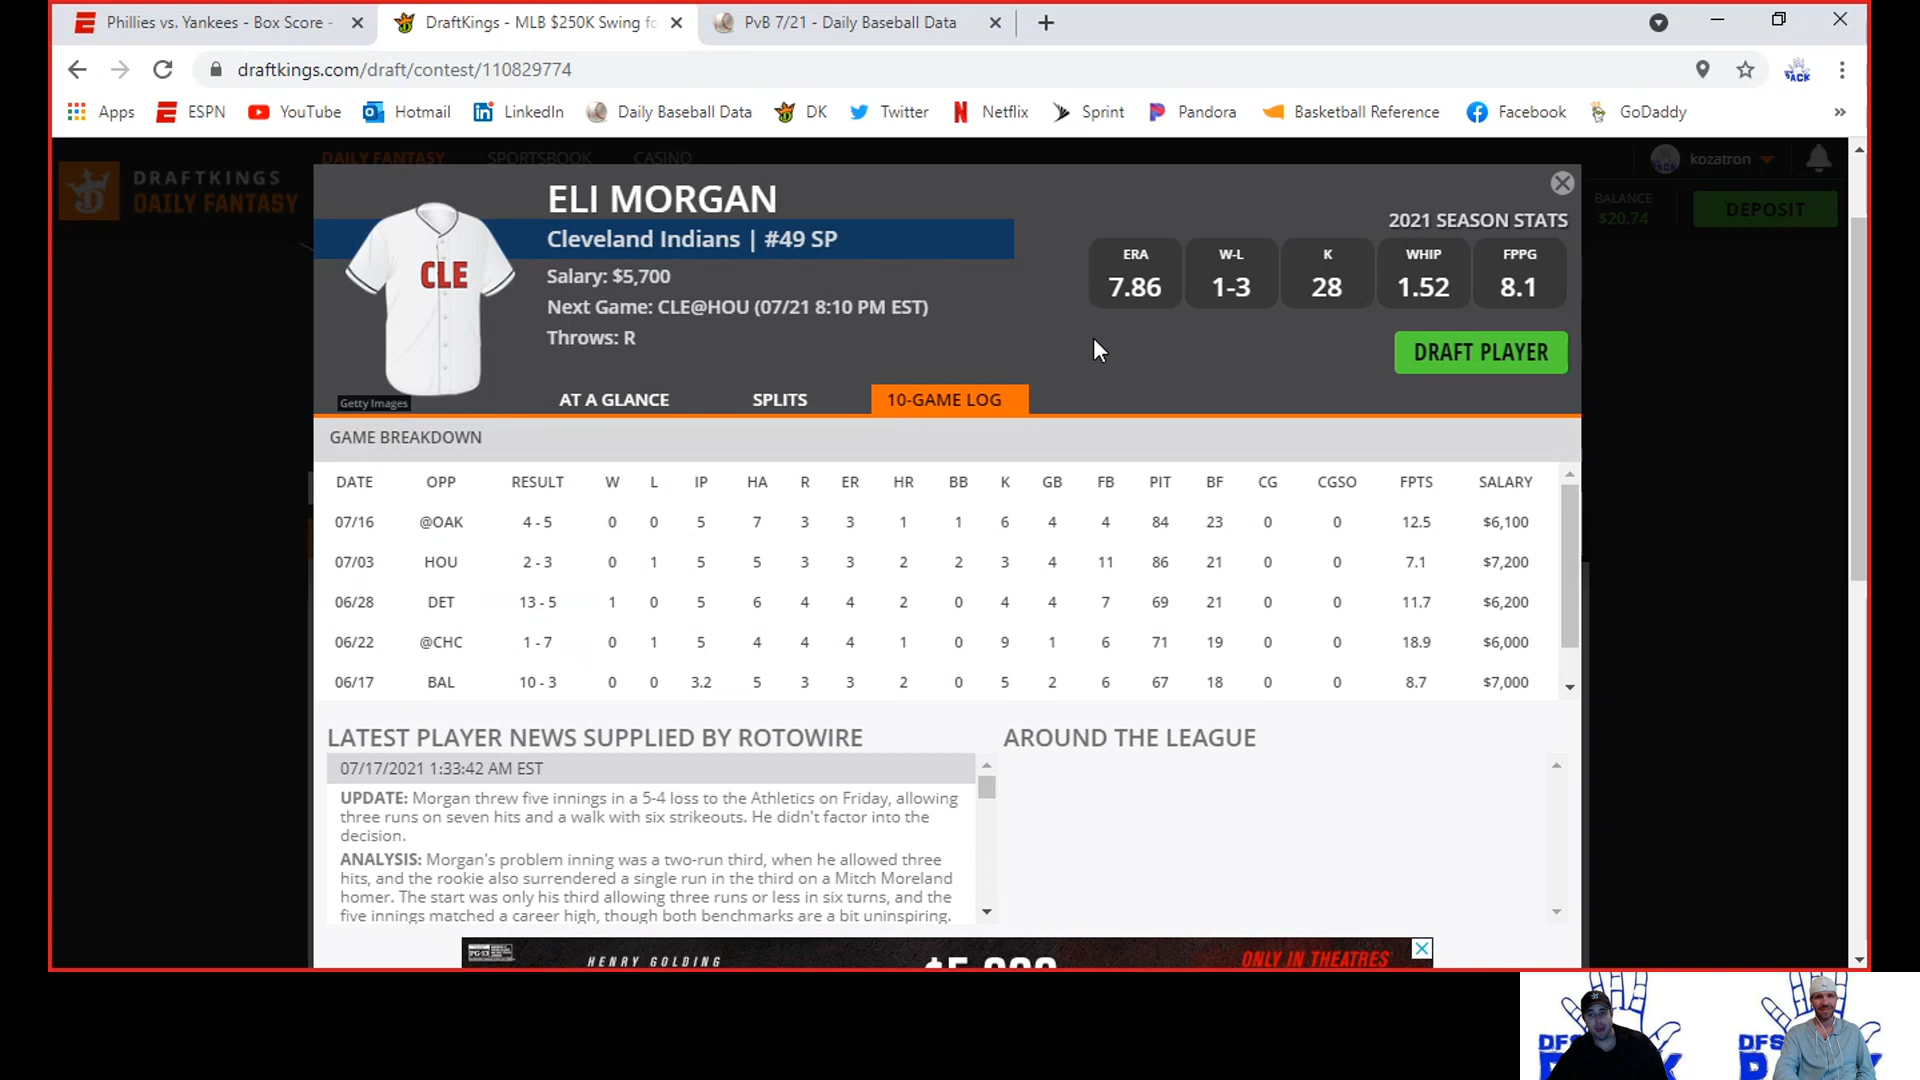 Phillies vs. Yankees - Box Score -
DraftKings - MLB $250K Swing fo
PvB 7/21 - Daily Baseball Data
draftkings.com/draft/contest/110829774
Apps ESPN YouTube Hotmail LinkedIn Daily Baseball Data DK Twitter Netflix Sprint Pandora Basketball Reference Facebook GoDaddy »
DAILY FANTASY SPORTSBOOK CASINO
kozatron
DRAFTKINGS
DAILY FANTASY
BALANCE
$20.74
DEPOSIT
ELI MORGAN
Cleveland Indians | #49 SP
Salary: $5,700
Next Game: CLE@HOU (07/21 8:10 PM EST)
Throws: R
CLE
Getty Images
2021 SEASON STATS
ERA W-L K WHIP FPPG
7.86 1-3 28 1.52 8.1
DRAFT PLAYER
AT A GLANCE SPLITS 10-GAME LOG
GAME BREAKDOWN
DATE OPP RESULT W L IP HA R ER HR BB K GB FB PIT BF CG CGSO FPTS SALARY
07/16 @OAK 4 - 5 0 0 5 7 3 3 1 1 6 4 4 84 23 0 0 12.5 $6,100
07/03 HOU 2 - 3 0 1 5 5 3 3 2 2 3 4 11 86 21 0 0 7.1 $7,200
06/28 DET 13 - 5 1 0 5 6 4 4 2 0 4 4 7 69 21 0 0 11.7 $6,200
06/22 @CHC 1 - 7 0 1 5 4 4 4 1 0 9 1 6 71 19 0 0 18.9 $6,000
06/17 BAL 10 - 3 0 0 3.2 5 3 3 2 0 5 2 6 67 18 0 0 8.7 $7,000
LATEST PLAYER NEWS SUPPLIED BY ROTOWIRE
AROUND THE LEAGUE
07/17/2021 1:33:42 AM EST
UPDATE: Morgan threw five innings in a 5-4 loss to the Athletics on Friday, allowing
three runs on seven hits and a walk with six strikeouts. He didn't factor into the
decision.
ANALYSIS: Morgan's problem inning was a two-run third, when he allowed three
hits, and the rookie also surrendered a single run in the third on a Mitch Moreland
homer. The start was only his third allowing three runs or less in six turns, and the
five innings matched a career high, though both benchmarks are a bit uninspiring.
PG-13
HENRY GOLDING
ONLY IN THEATRES
DFS
DFS